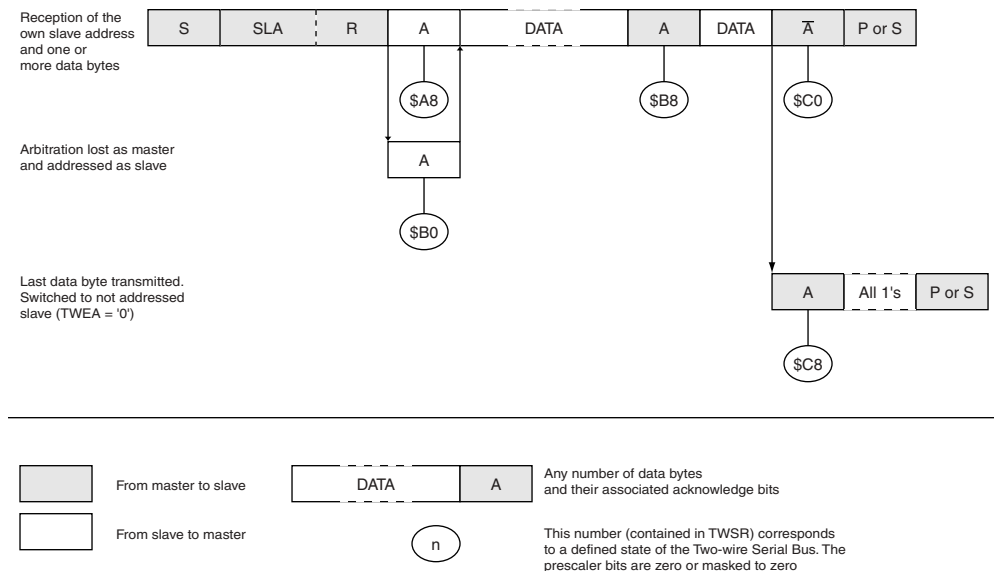 Reception of the
own slave address
and one or
more data bytes
S SLA R A DATA A DATA A̅ P or S
$A8 $B8 $C0
Arbitration lost as master
and addressed as slave
A
$B0
Last data byte transmitted.
Switched to not addressed
slave (TWEA = '0')
A All 1's P or S
$C8
From master to slave
DATA A
Any number of data bytes
and their associated acknowledge bits
From slave to master
n
This number (contained in TWSR) corresponds
to a defined state of the Two-wire Serial Bus. The
prescaler bits are zero or masked to zero